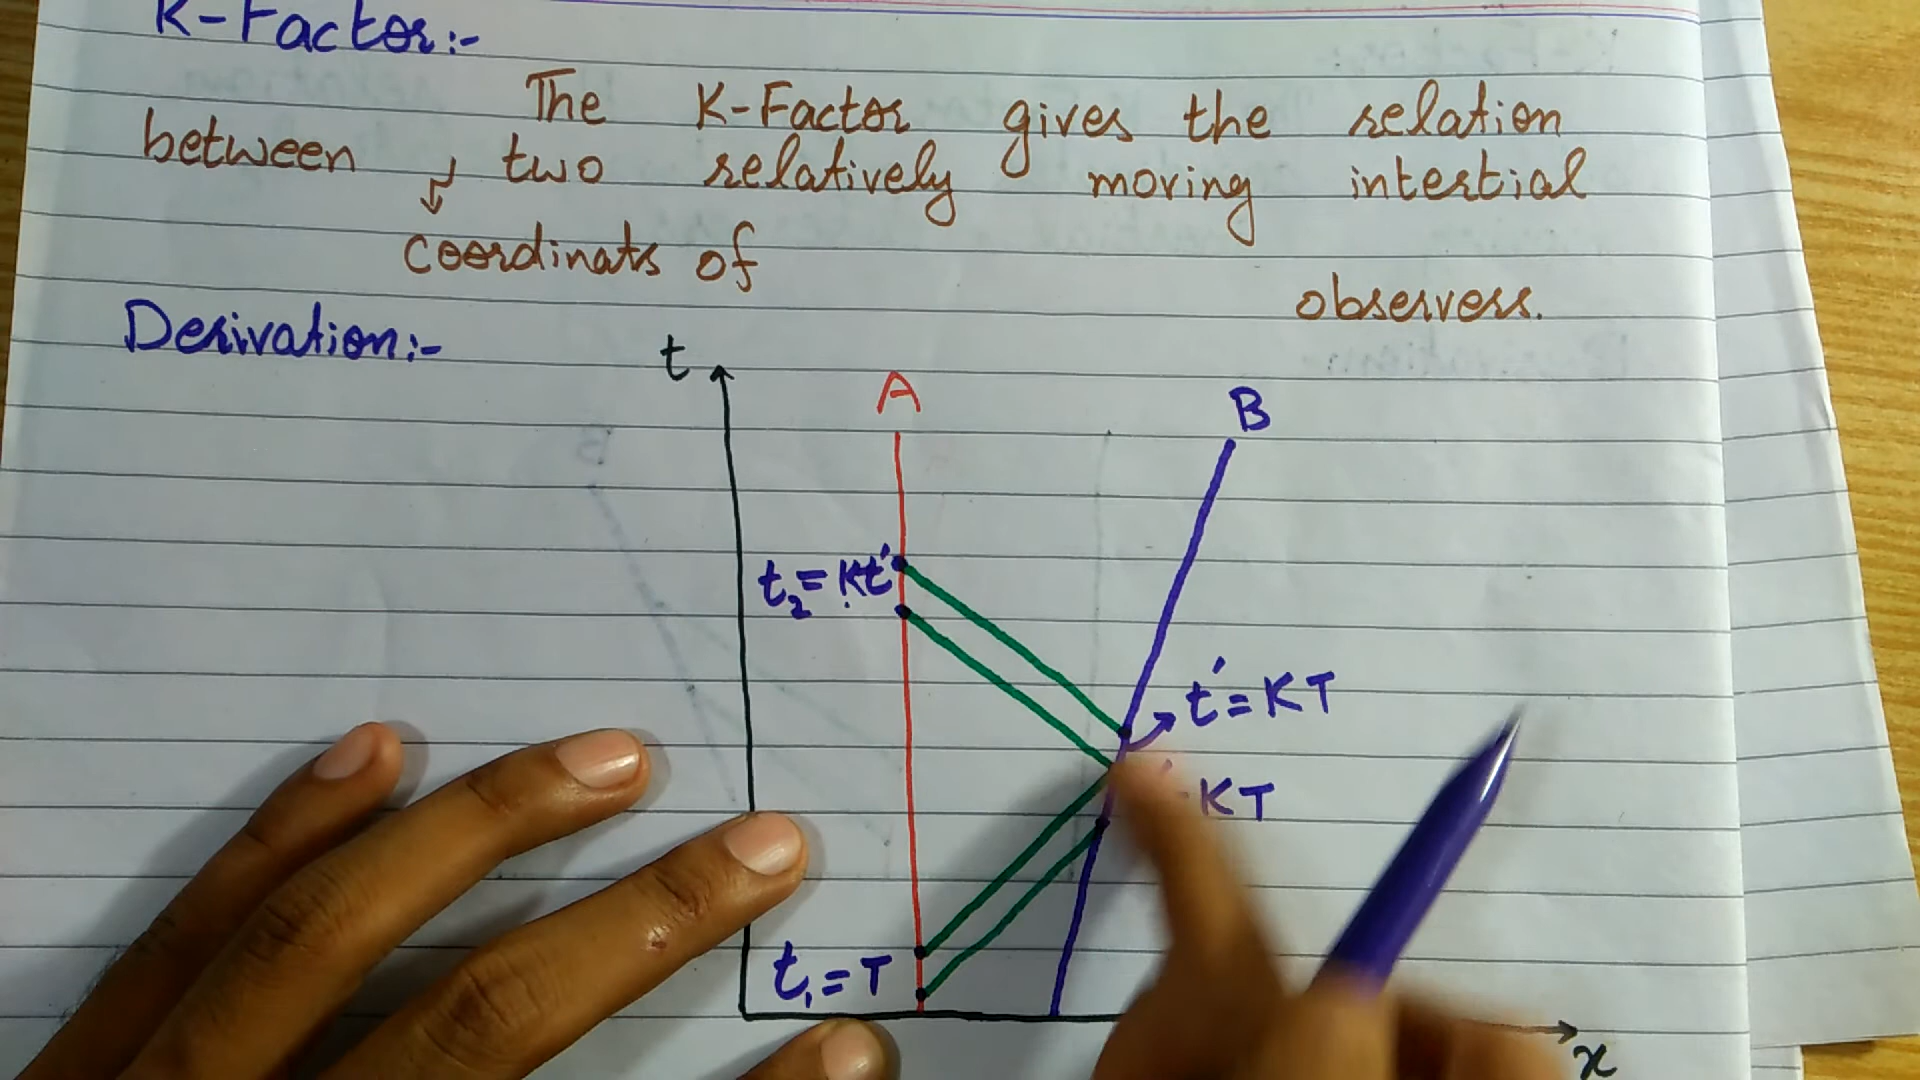 K-Factor:-
The K-Factor gives the relation
between two relatively moving intertial
coordinats of
observers.
Derivation:-
t
A
B
t₂ = Kt′
t′ = KT
KT
t₁ = T
x